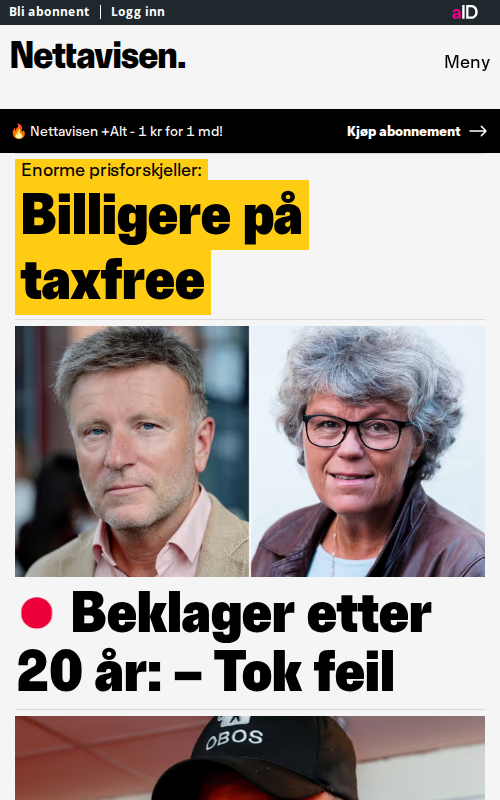 Bli abonnent | Logg inn
aID
Nettavisen.
Meny
🔥 Nettavisen +Alt - 1 kr for 1 md!
Kjøp abonnement →
Enorme prisforskjeller:
Billigere på
taxfree
Beklager etter
20 år: – Tok feil
OBOS